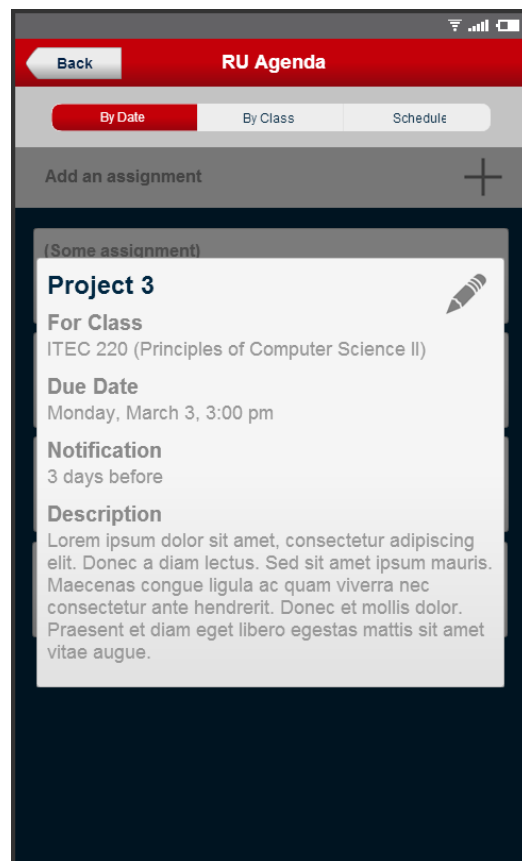 Back
RU Agenda
By Date
By Class
Schedule
Add an assignment
(Some assignment)
Project 3
For Class
ITEC 220 (Principles of Computer Science II)
Due Date
Monday, March 3, 3:00 pm
Notification
3 days before
Description
Lorem ipsum dolor sit amet, consectetur adipiscing
elit. Donec a diam lectus. Sed sit amet ipsum mauris.
Maecenas congue ligula ac quam viverra nec
consectetur ante hendrerit. Donec et mollis dolor.
Praesent et diam eget libero egestas mattis sit amet
vitae augue.